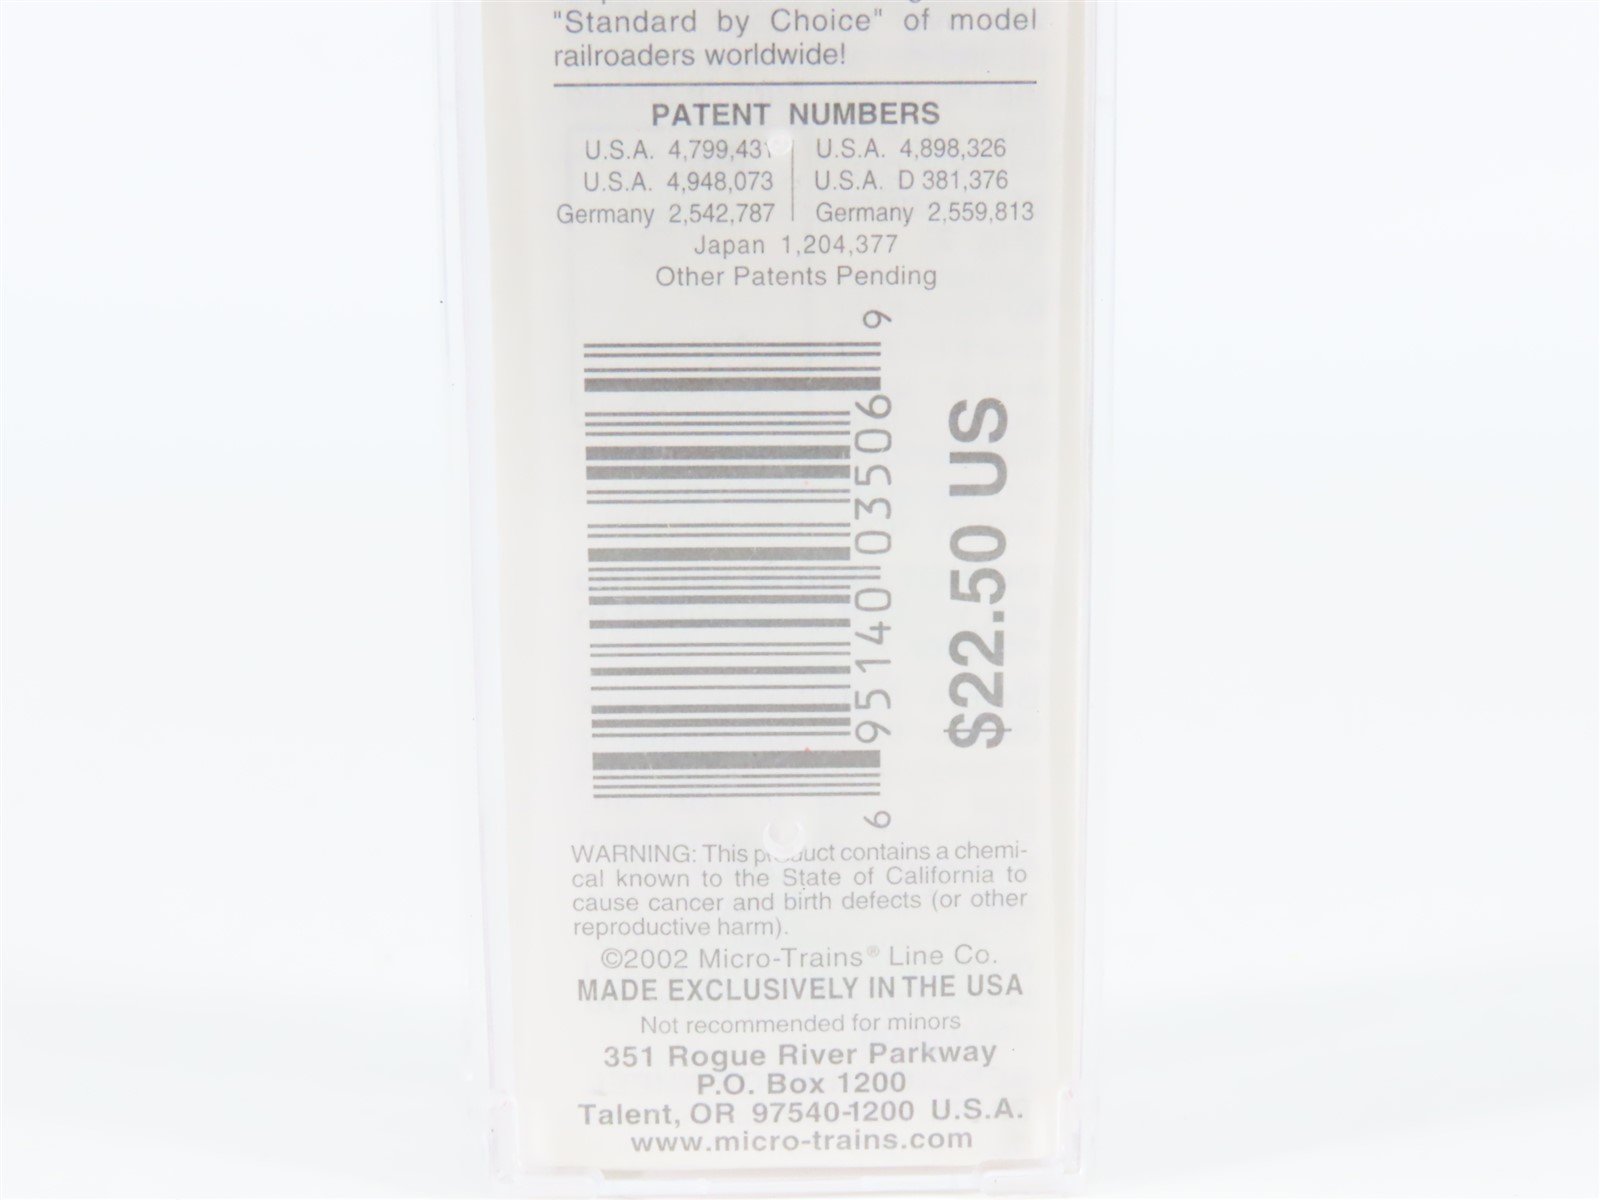 "Standard by Choice" of model
railroaders worldwide!
PATENT NUMBERS
U.S.A. 4,799,431 U.S.A. 4,898,326
U.S.A. 4,948,073 U.S.A. D 381,376
Germany 2,542,787 Germany 2,559,813
Japan 1,204,377
Other Patents Pending
6 95140 03506 9
$22.50 US
WARNING: This product contains a chemi-
cal known to the State of California to
cause cancer and birth defects (or other
reproductive harm).
©2002 Micro-Trains® Line Co.
MADE EXCLUSIVELY IN THE USA
Not recommended for minors
351 Rogue River Parkway
P.O. Box 1200
Talent, OR 97540-1200 U.S.A.
www.micro-trains.com